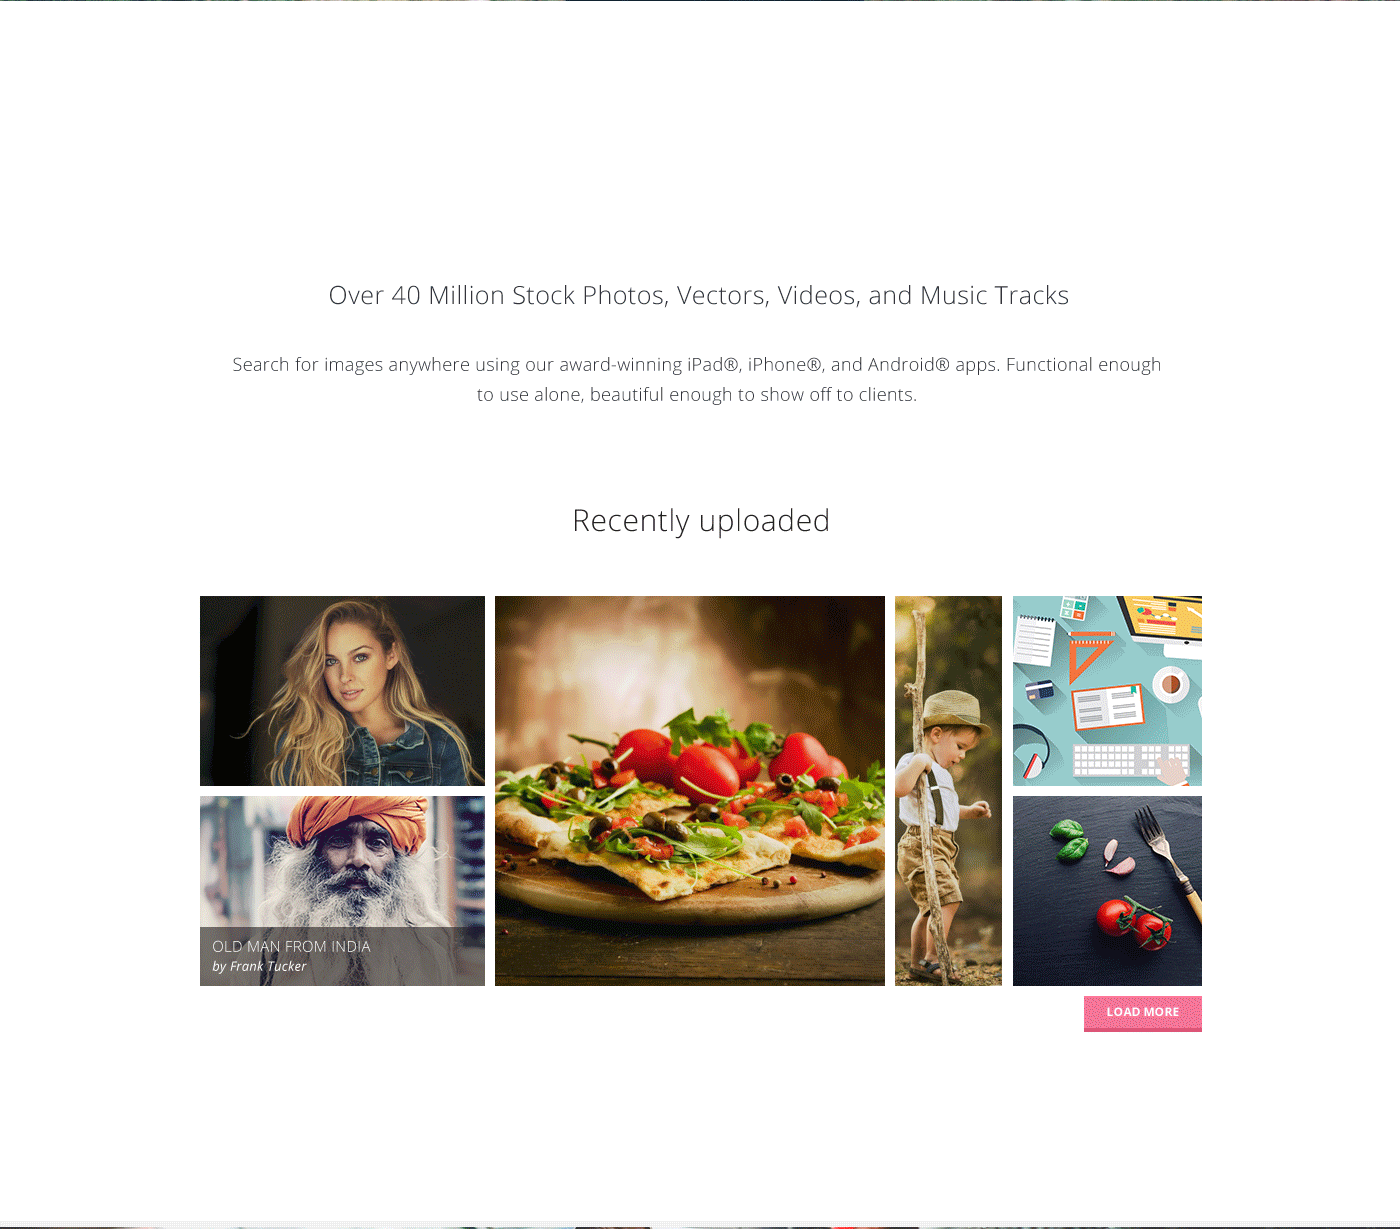 Over 40 Million Stock Photos, Vectors, Videos, and Music Tracks
Search for images anywhere using our award-winning iPad®, iPhone®, and Android® apps. Functional enough
to use alone, beautiful enough to show off to clients.
Recently uploaded
OLD MAN FROM INDIA
by Frank Tucker
LOAD MORE